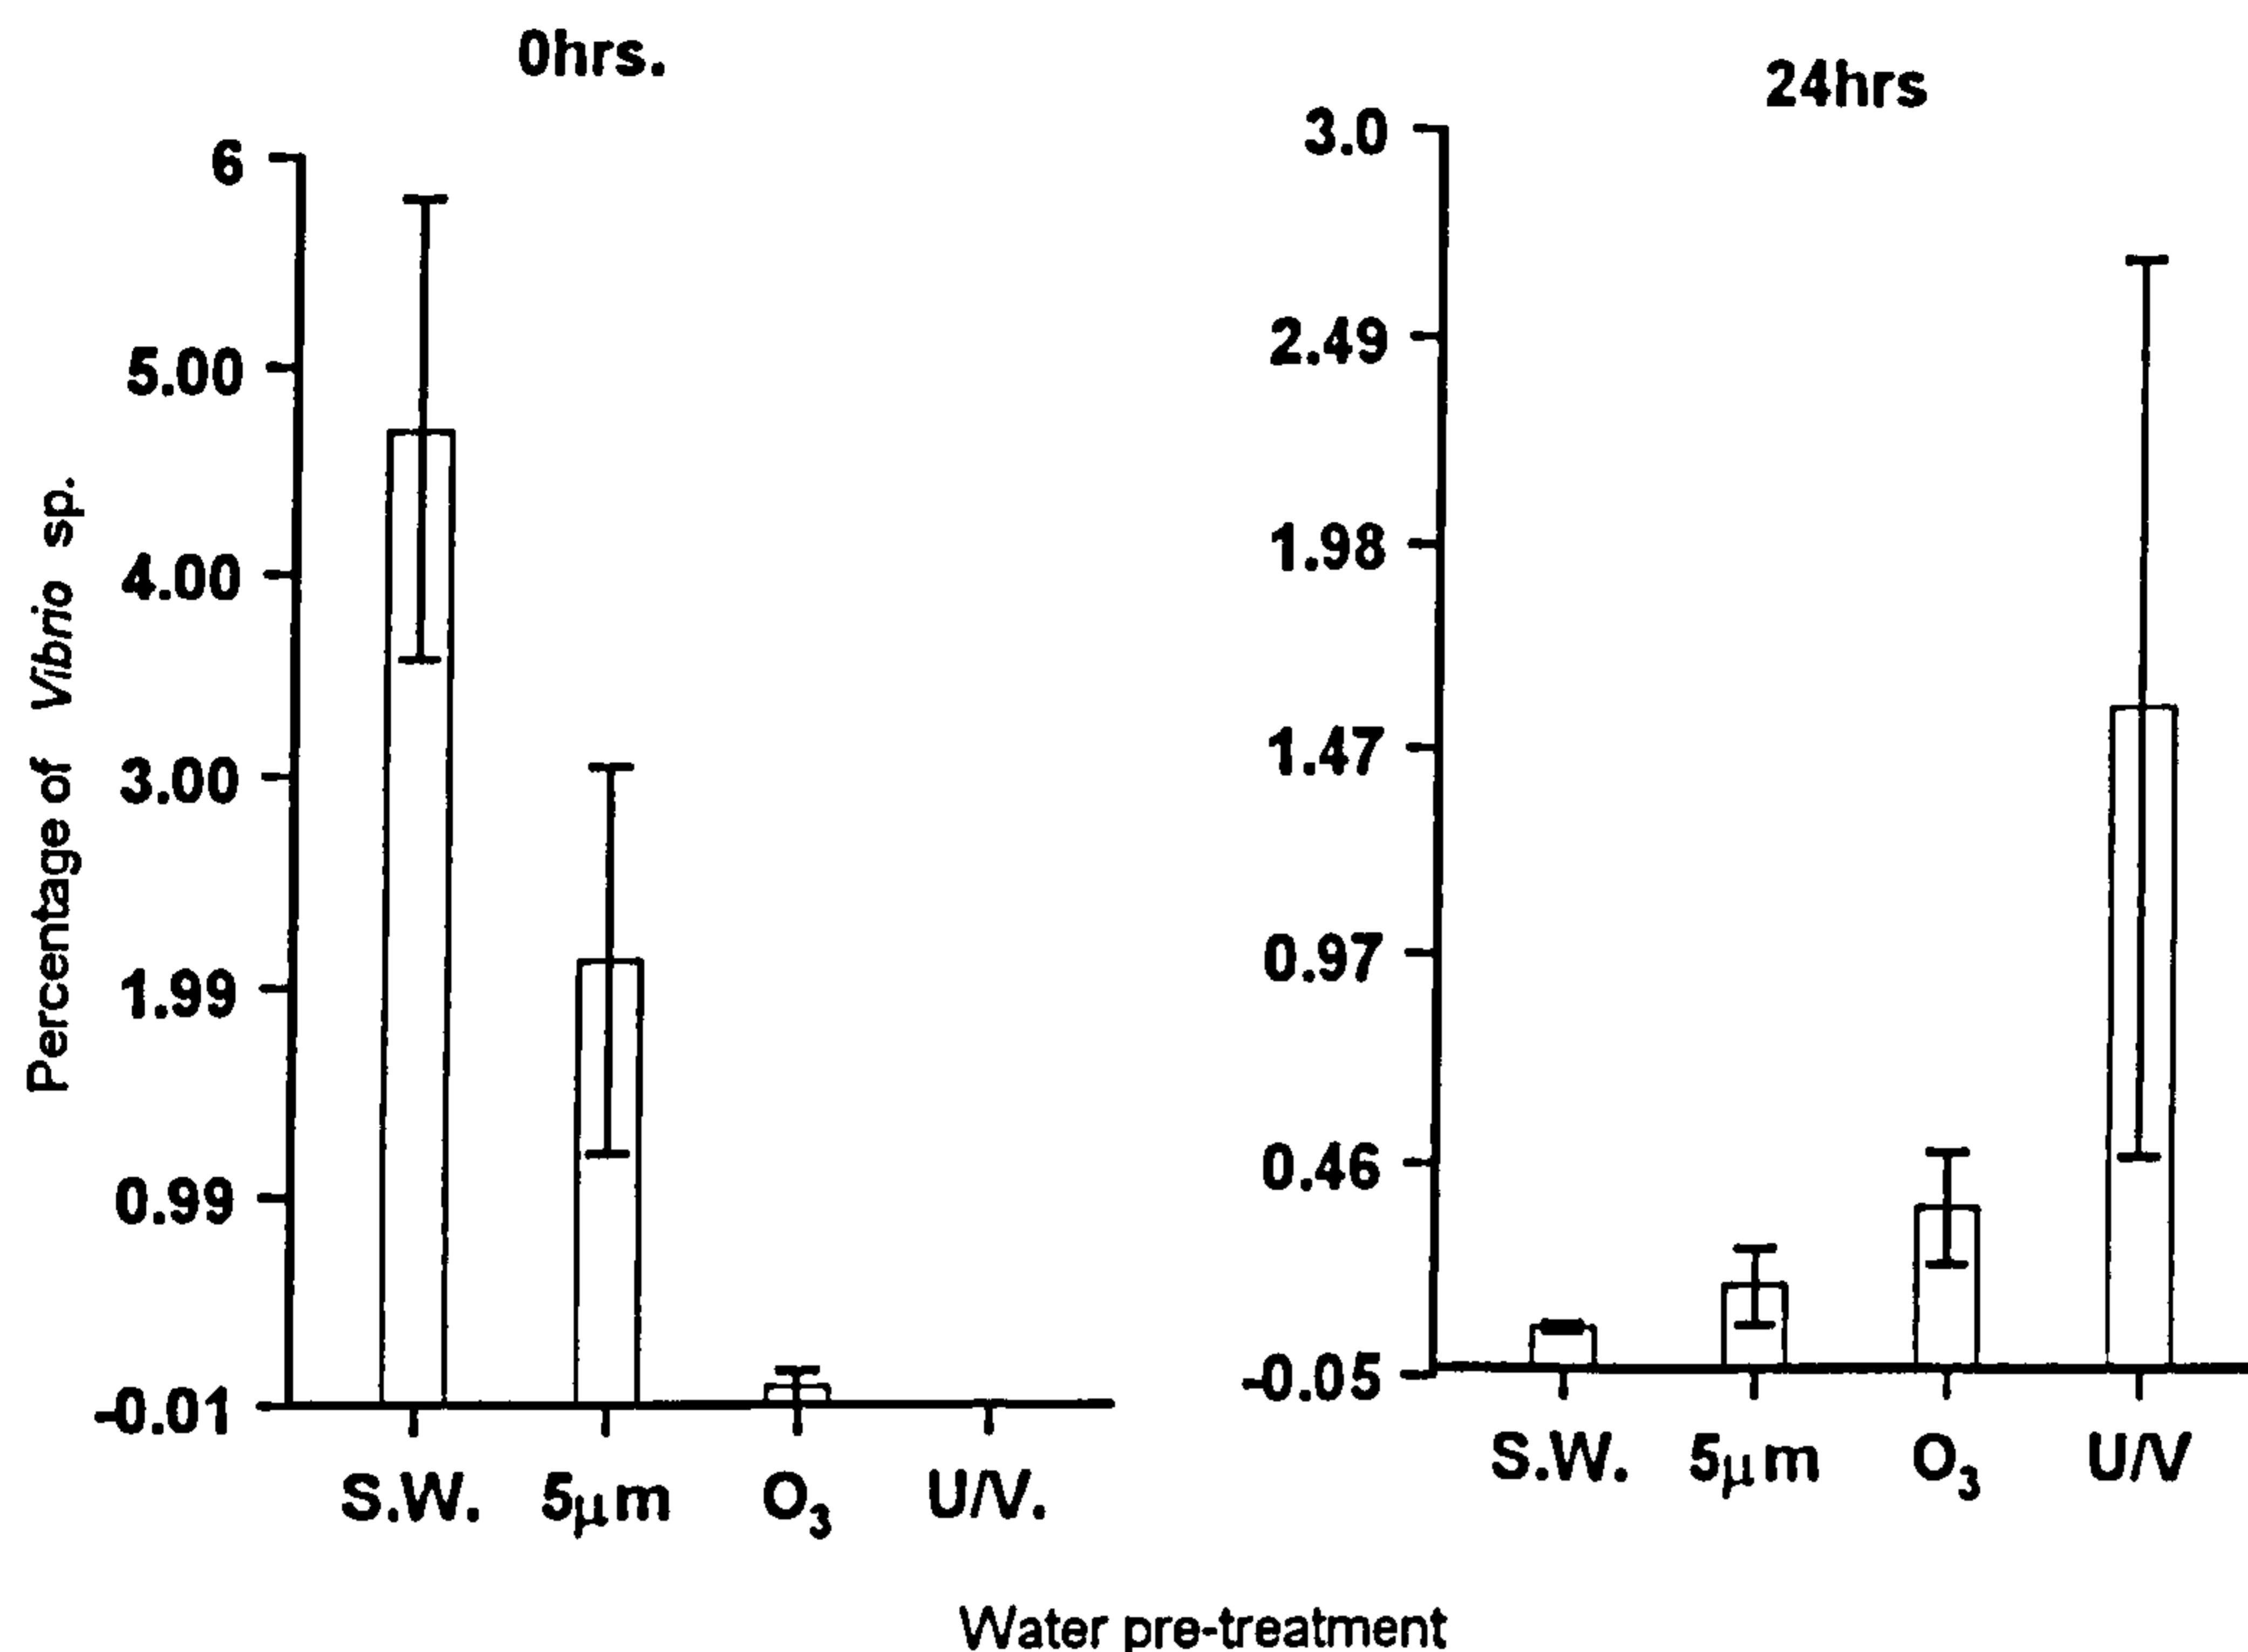 0hrs.
6
5.00
4.00
3.00
1.99
0.99
-0.01
Percentage of Vibrio sp.
S.W. 5μm O₃ U/V.
24hrs
3.0
2.49
1.98
1.47
0.97
0.46
-0.05
S.W. 5μm O₃ U/V
Water pre-treatment